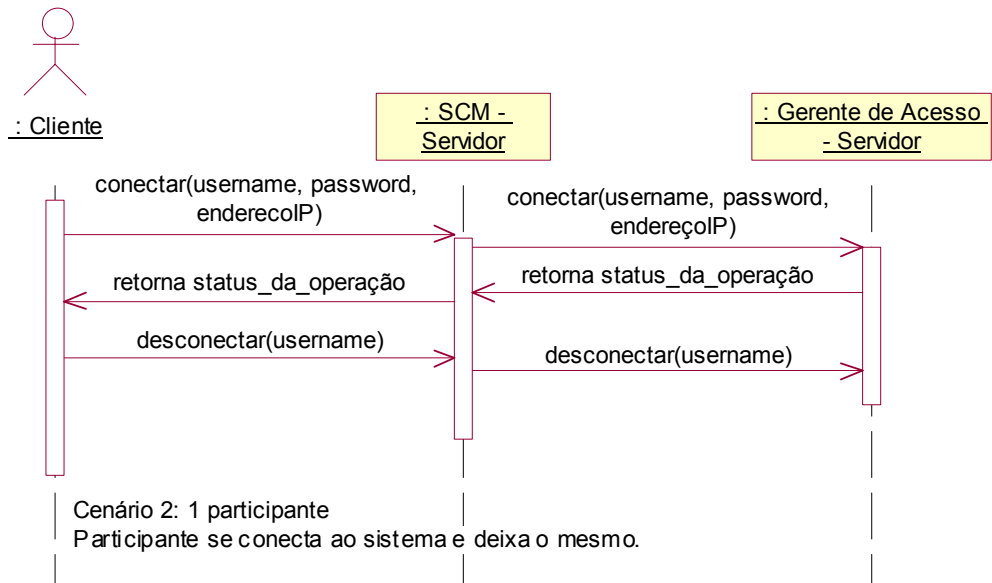 : Cliente
: SCM -
Servidor
: Gerente de Acesso
- Servidor
conectar(username, password,
enderecoIP)
conectar(username, password,
endereçoIP)
retorna status_da_operação
retorna status_da_operação
desconectar(username)
desconectar(username)
Cenário 2: 1 participante
Participante se conecta ao sistema e deixa o mesmo.